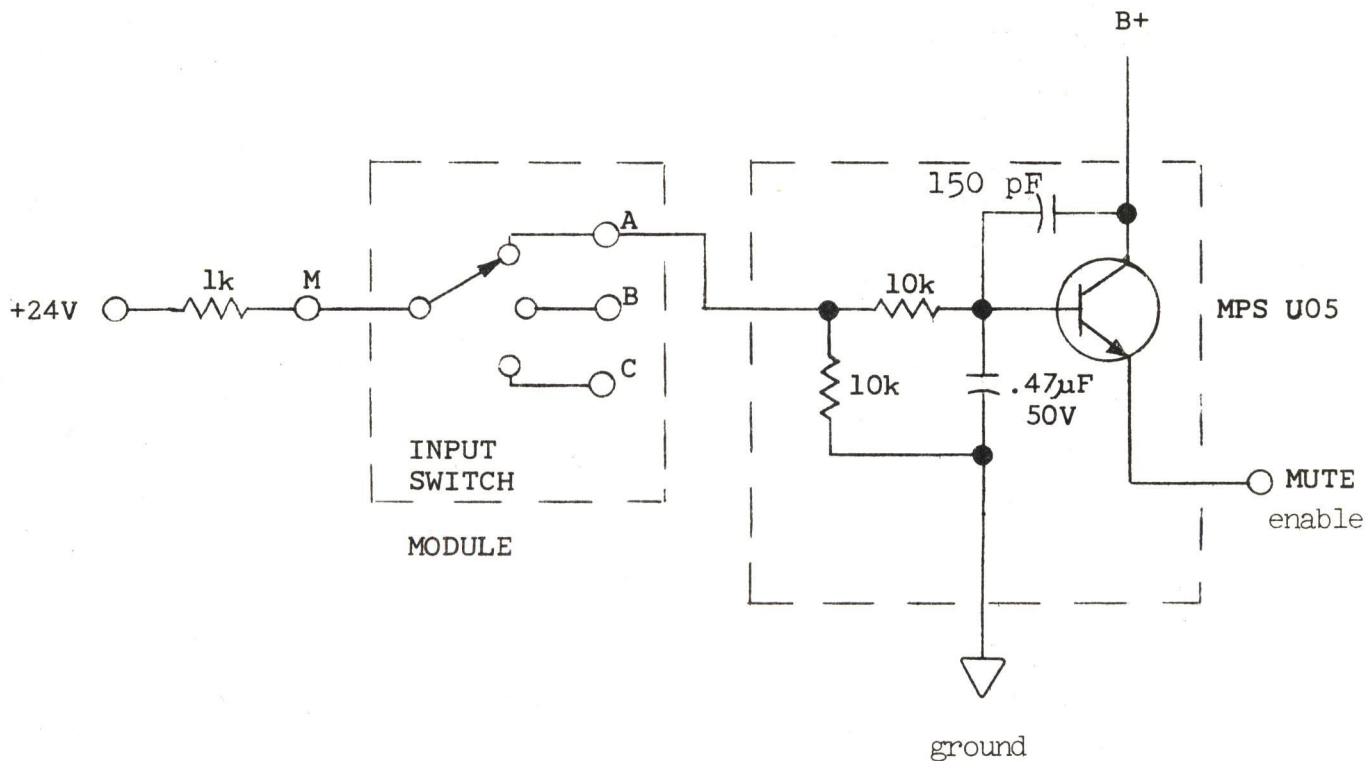 B+
150 pF
A
1k
M
10k
+24V
B
MPS U05
C
10k
.47µF
50V
INPUT
SWITCH
MUTE
enable
MODULE
ground